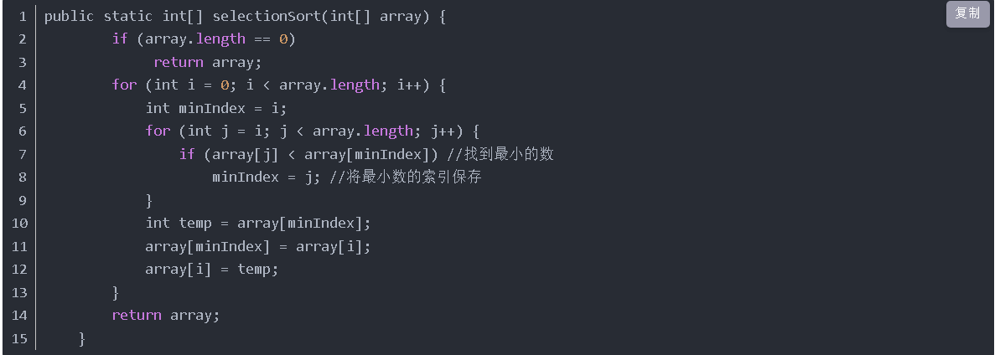 复制
1 public static int[] selectionSort(int[] array) {
2         if (array.length == 0)
3              return array;
4         for (int i = 0; i < array.length; i++) {
5             int minIndex = i;
6             for (int j = i; j < array.length; j++) {
7                 if (array[j] < array[minIndex]) //找到最小的数
8                     minIndex = j; //将最小数的索引保存
9             }
10             int temp = array[minIndex];
11             array[minIndex] = array[i];
12             array[i] = temp;
13         }
14         return array;
15     }